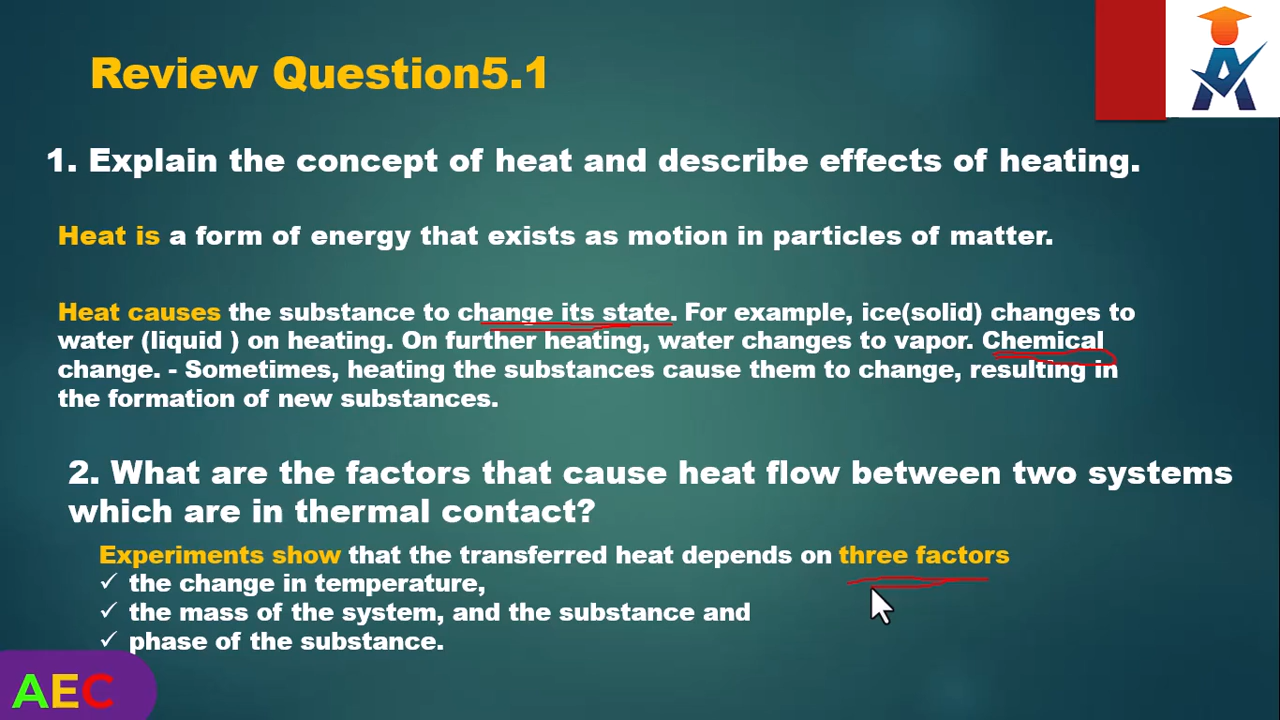 Review Question5.1
1. Explain the concept of heat and describe effects of heating.
Heat is a form of energy that exists as motion in particles of matter.
Heat causes the substance to change its state. For example, ice(solid) changes to
water (liquid ) on heating. On further heating, water changes to vapor. Chemical
change. - Sometimes, heating the substances cause them to change, resulting in
the formation of new substances.
2. What are the factors that cause heat flow between two systems
which are in thermal contact?
Experiments show that the transferred heat depends on three factors
✓ the change in temperature,
✓ the mass of the system, and the substance and
✓ phase of the substance.
AEC